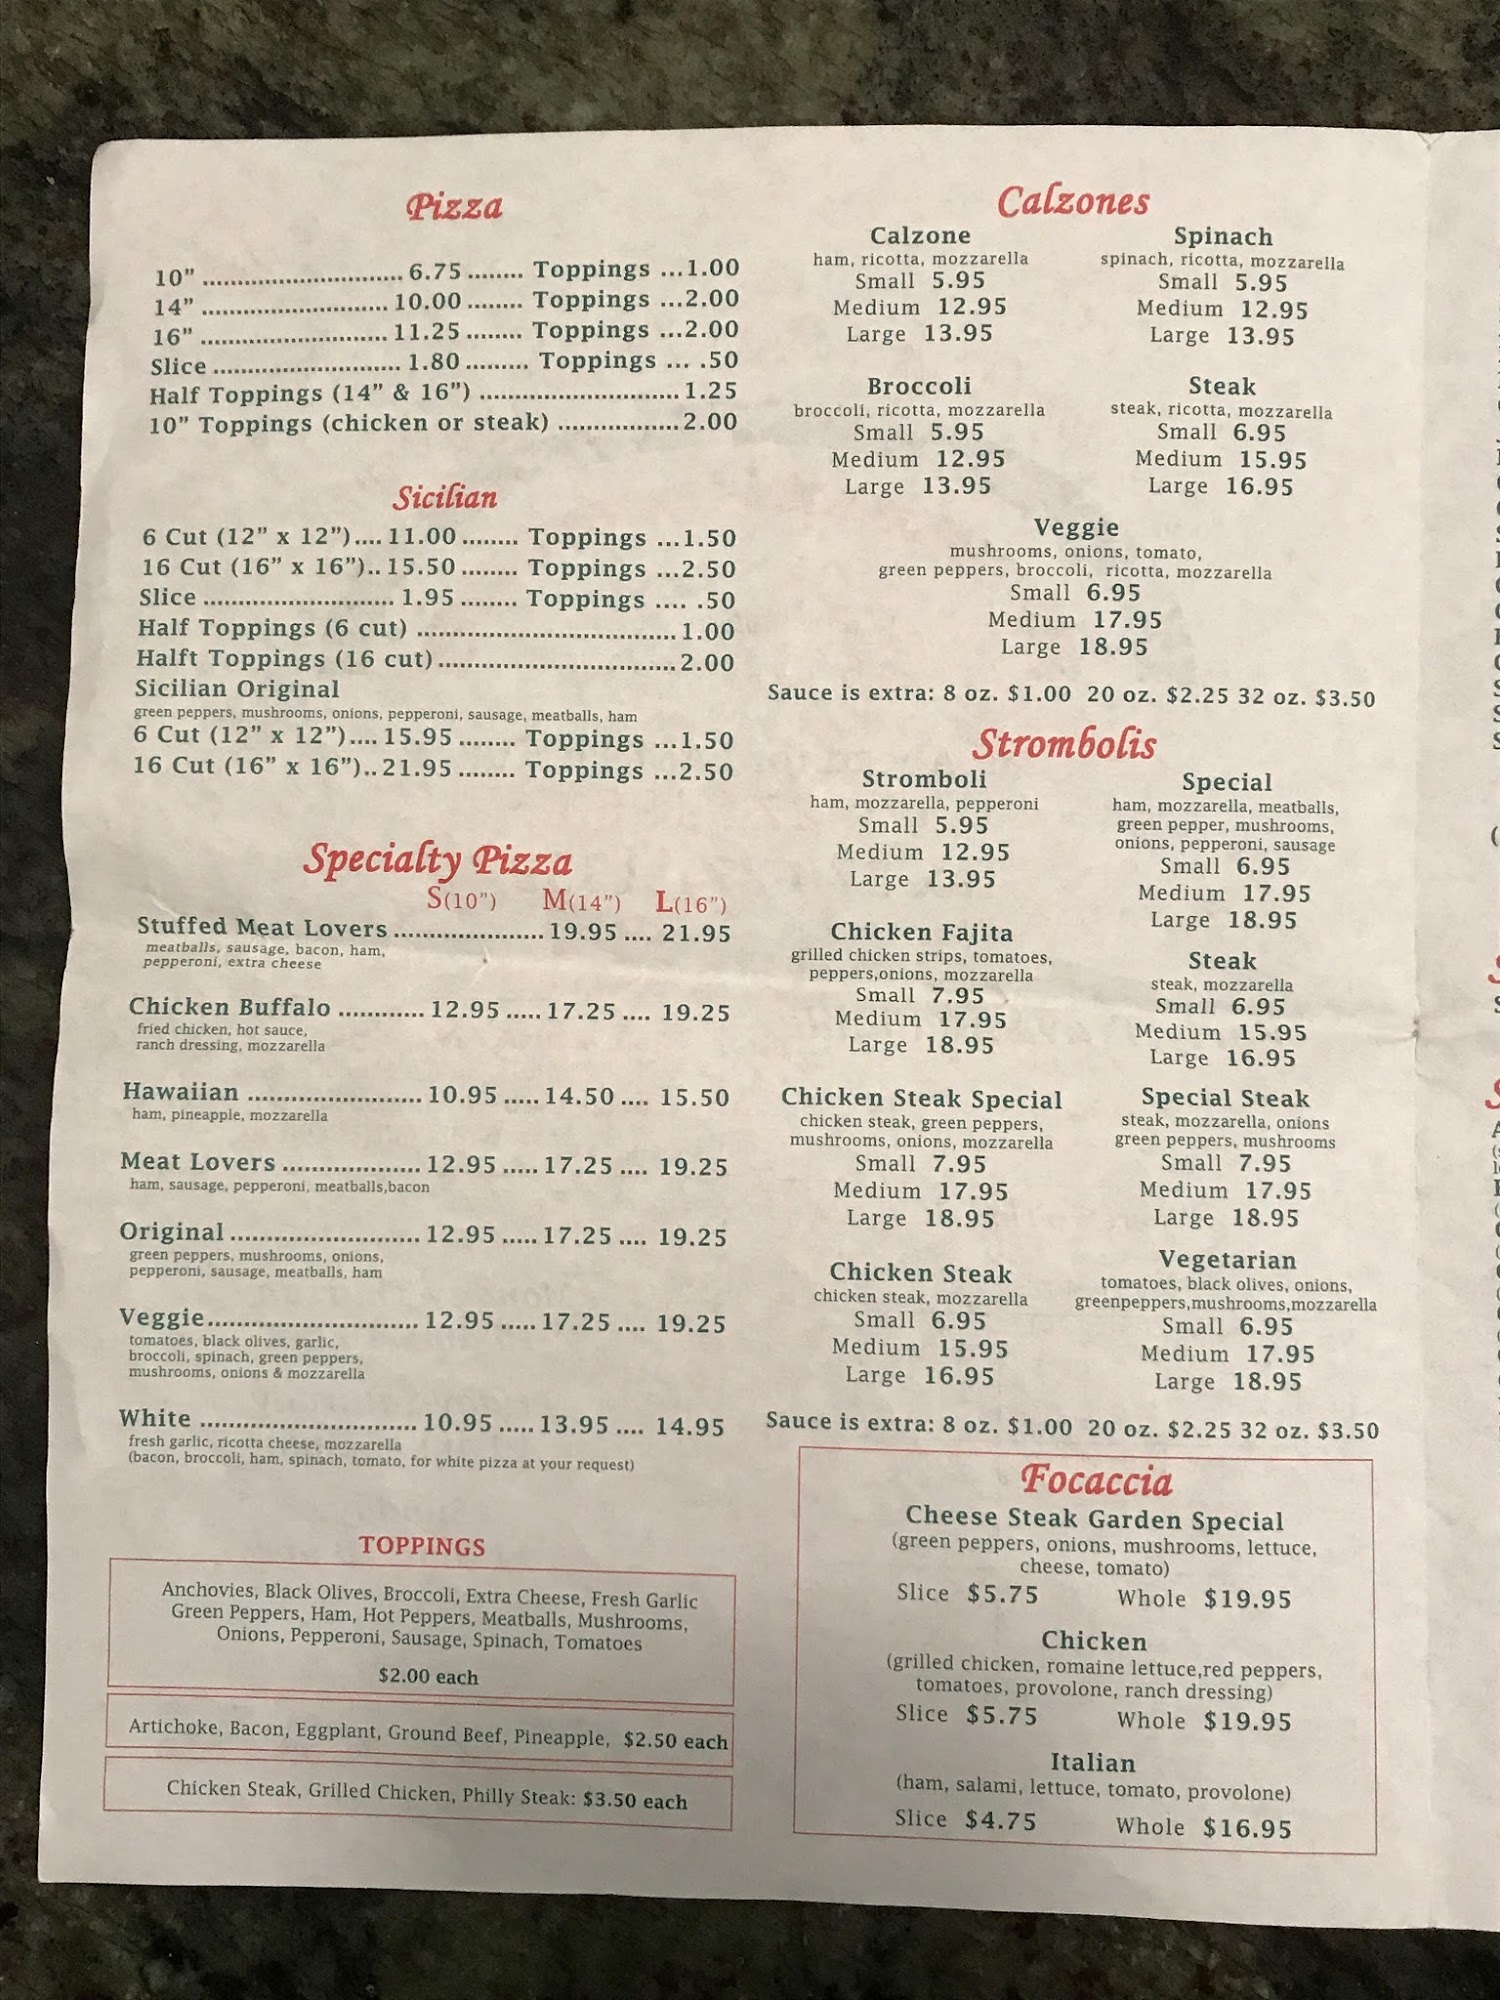 Pizza
10" ............................ 6.75 ........ Toppings ...1.00
14" .......................... 10.00 ........ Toppings ...2.00
16" .......................... 11.25 ........ Toppings ...2.00
Slice .......................... 1.80 ......... Toppings ... .50
Half Toppings (14" & 16") ............................ 1.25
10" Toppings (chicken or steak) ................. 2.00
Sicilian
6 Cut (12" x 12").... 11.00 ........ Toppings ...1.50
16 Cut (16" x 16").. 15.50 ........ Toppings ...2.50
Slice ........................... 1.95 ........ Toppings .... .50
Half Toppings (6 cut) .................................... 1.00
Halft Toppings (16 cut) ................................. 2.00
Sicilian Original
green peppers, mushrooms, onions, pepperoni, sausage, meatballs, ham
6 Cut (12" x 12").... 15.95 ........ Toppings ...1.50
16 Cut (16" x 16").. 21.95 ........ Toppings ...2.50
Specialty Pizza
S(10") M(14") L(16")
Stuffed Meat Lovers ..................... 19.95 .... 21.95
meatballs, sausage, bacon, ham,
pepperoni, extra cheese
Chicken Buffalo ............ 12.95 ..... 17.25 .... 19.25
fried chicken, hot sauce,
ranch dressing, mozzarella
Hawaiian ........................ 10.95 ..... 14.50 .... 15.50
ham, pineapple, mozzarella
Meat Lovers ................... 12.95 ..... 17.25 .... 19.25
ham, sausage, pepperoni, meatballs,bacon
Original .......................... 12.95 ..... 17.25 .... 19.25
green peppers, mushrooms, onions,
pepperoni, sausage, meatballs, ham
Veggie............................. 12.95 ..... 17.25 .... 19.25
tomatoes, black olives, garlic,
broccoli, spinach, green peppers,
mushrooms, onions & mozzarella
White .............................. 10.95 ..... 13.95 .... 14.95
fresh garlic, ricotta cheese, mozzarella
(bacon, broccoli, ham, spinach, tomato, for white pizza at your request)
TOPPINGS
Anchovies, Black Olives, Broccoli, Extra Cheese, Fresh Garlic
Green Peppers, Ham, Hot Peppers, Meatballs, Mushrooms,
Onions, Pepperoni, Sausage, Spinach, Tomatoes
$2.00 each
Artichoke, Bacon, Eggplant, Ground Beef, Pineapple, $2.50 each
Chicken Steak, Grilled Chicken, Philly Steak: $3.50 each
Calzones
Calzone
ham, ricotta, mozzarella
Small 5.95
Medium 12.95
Large 13.95
Spinach
spinach, ricotta, mozzarella
Small 5.95
Medium 12.95
Large 13.95
Broccoli
broccoli, ricotta, mozzarella
Small 5.95
Medium 12.95
Large 13.95
Steak
steak, ricotta, mozzarella
Small 6.95
Medium 15.95
Large 16.95
Veggie
mushrooms, onions, tomato,
green peppers, broccoli, ricotta, mozzarella
Small 6.95
Medium 17.95
Large 18.95
Sauce is extra: 8 oz. $1.00 20 oz. $2.25 32 oz. $3.50
Strombolis
Stromboli
ham, mozzarella, pepperoni
Small 5.95
Medium 12.95
Large 13.95
Special
ham, mozzarella, meatballs,
green pepper, mushrooms,
onions, pepperoni, sausage
Small 6.95
Medium 17.95
Large 18.95
Chicken Fajita
grilled chicken strips, tomatoes,
peppers,onions, mozzarella
Small 7.95
Medium 17.95
Large 18.95
Steak
steak, mozzarella
Small 6.95
Medium 15.95
Large 16.95
Chicken Steak Special
chicken steak, green peppers,
mushrooms, onions, mozzarella
Small 7.95
Medium 17.95
Large 18.95
Special Steak
steak, mozzarella, onions
green peppers, mushrooms
Small 7.95
Medium 17.95
Large 18.95
Chicken Steak
chicken steak, mozzarella
Small 6.95
Medium 15.95
Large 16.95
Vegetarian
tomatoes, black olives, onions,
greenpeppers,mushrooms,mozzarella
Small 6.95
Medium 17.95
Large 18.95
Sauce is extra: 8 oz. $1.00 20 oz. $2.25 32 oz. $3.50
Focaccia
Cheese Steak Garden Special
(green peppers, onions, mushrooms, lettuce,
cheese, tomato)
Slice $5.75 Whole $19.95
Chicken
(grilled chicken, romaine lettuce,red peppers,
tomatoes, provolone, ranch dressing)
Slice $5.75 Whole $19.95
Italian
(ham, salami, lettuce, tomato, provolone)
Slice $4.75 Whole $16.95